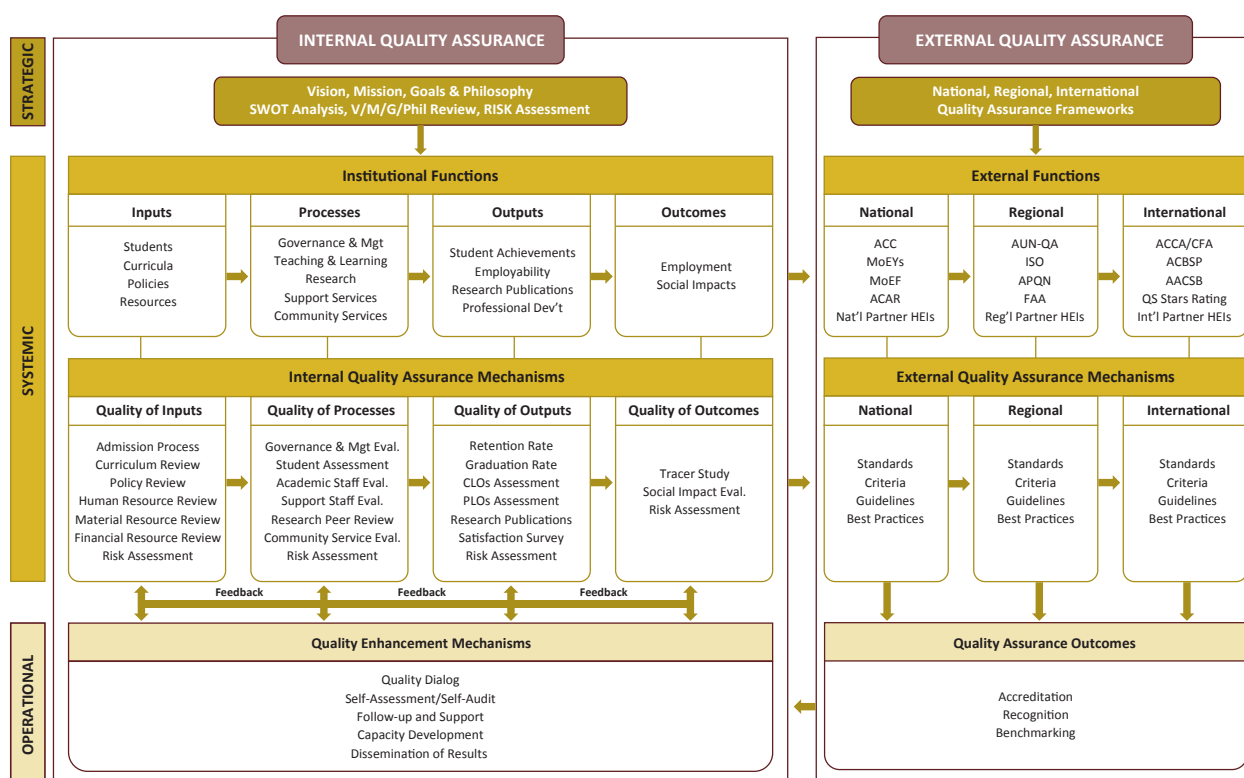 STRATEGIC
INTERNAL QUALITY ASSURANCE
Vision, Mission, Goals & Philosophy
SWOT Analysis, V/M/G/Phil Review, RISK Assessment
EXTERNAL QUALITY ASSURANCE
National, Regional, International
Quality Assurance Frameworks
SYSTEMIC
Institutional Functions
Inputs
Students
Curricula
Policies
Resources
Processes
Governance & Mgt
Teaching & Learning
Research
Support Services
Community Services
Outputs
Student Achievements
Employability
Research Publications
Professional Dev't
Outcomes
Employment
Social Impacts
External Functions
National
ACC
MoEYs
MoEF
ACAR
Nat'l Partner HEIs
Regional
AUN-QA
ISO
APQN
FAA
Reg'l Partner HEIs
International
ACCA/CFA
ACBSP
AACSB
QS Stars Rating
Int'l Partner HEIs
Internal Quality Assurance Mechanisms
Quality of Inputs
Admission Process
Curriculum Review
Policy Review
Human Resource Review
Material Resource Review
Financial Resource Review
Risk Assessment
Quality of Processes
Governance & Mgt Eval.
Student Assessment
Academic Staff Eval.
Support Staff Eval.
Research Peer Review
Community Service Eval.
Risk Assessment
Quality of Outputs
Retention Rate
Graduation Rate
CLOs Assessment
PLOs Assessment
Research Publications
Satisfaction Survey
Risk Assessment
Quality of Outcomes
Tracer Study
Social Impact Eval.
Risk Assessment
External Quality Assurance Mechanisms
National
Standards
Criteria
Guidelines
Best Practices
Regional
Standards
Criteria
Guidelines
Best Practices
International
Standards
Criteria
Guidelines
Best Practices
Feedback
Feedback
Feedback
OPERATIONAL
Quality Enhancement Mechanisms
Quality Dialog
Self-Assessment/Self-Audit
Follow-up and Support
Capacity Development
Dissemination of Results
Quality Assurance Outcomes
Accreditation
Recognition
Benchmarking